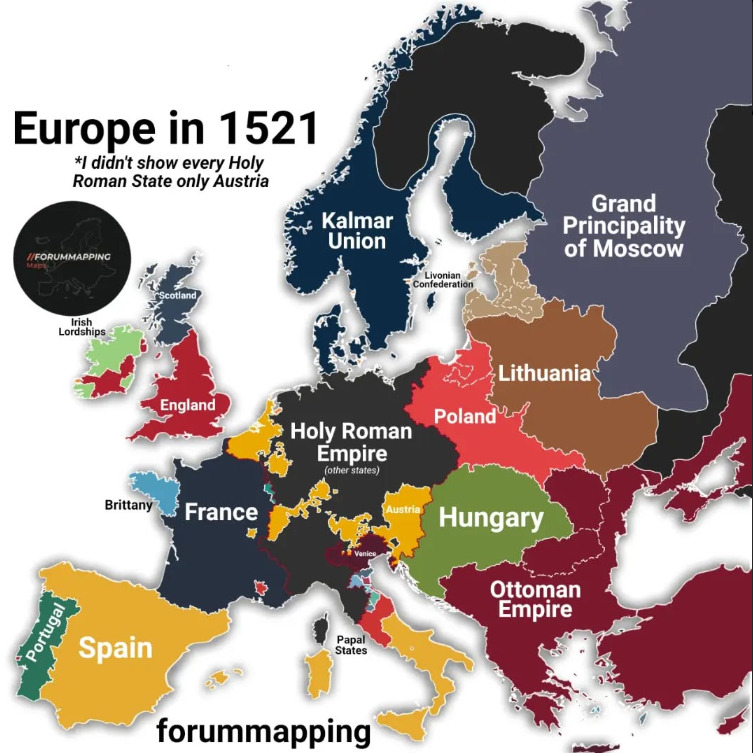 Europe in 1521
*I didn't show every Holy
Roman State only Austria
//FORUMMAPPING
Maps
Kalmar
Union
Grand
Principality
of Moscow
Livonian
Confederation
Scotland
Irish
Lordships
England
Lithuania
Poland
Holy Roman
Empire
(other states)
Brittany
France
Austria
Hungary
Venice
Ottoman
Empire
Portugal
Spain
Papal
States
forummapping